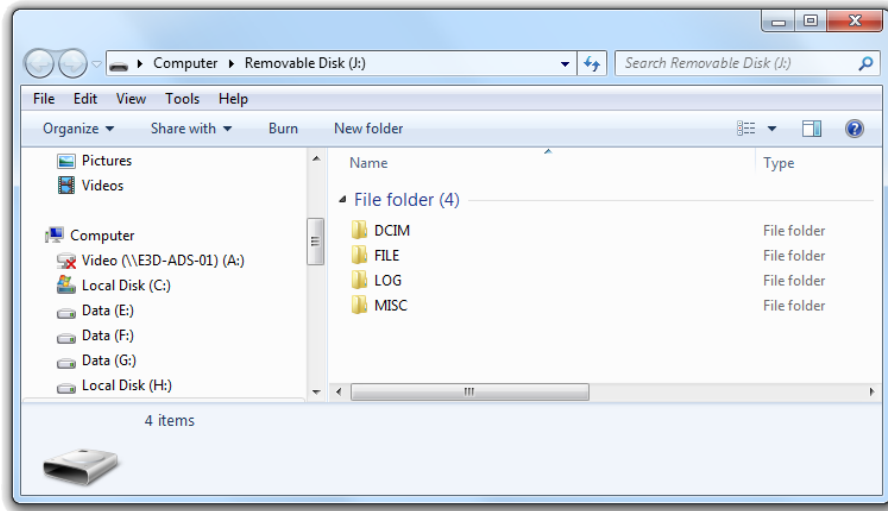 Computer Removable Disk (J:) Search Removable Disk (J:)
File Edit View Tools Help
Organize Share with Burn New folder
Pictures
Videos
Computer
Video (\\E3D-ADS-01) (A:)
Local Disk (C:)
Data (E:)
Data (F:)
Data (G:)
Local Disk (H:)
Name Type
File folder (4)
DCIM File folder
FILE File folder
LOG File folder
MISC File folder
4 items